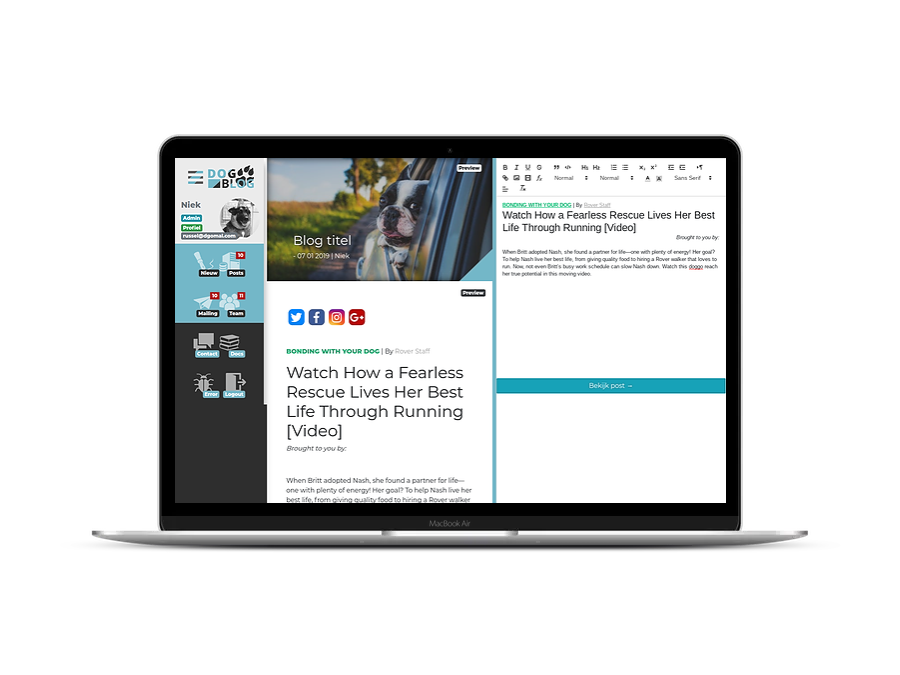 DOG
BLOG
Niek
Admin
Profiel
russel@dgomai.com
Nieuw
10
Posts
10
Mailing
11
Team
Contact
Docs
Error
Logout
Preview
Blog titel
- 07 01 2019 | Niek
Preview
BONDING WITH YOUR DOG | By Rover Staff
Watch How a Fearless
Rescue Lives Her Best
Life Through Running
[Video]
Brought to you by:
When Britt adopted Nash, she found a partner for life—
one with plenty of energy! Her goal? To help Nash live her
best life, from giving quality food to hiring a Rover walker
Normal
Normal
Sans Serif
BONDING WITH YOUR DOG | By Rover Staff
Watch How a Fearless Rescue Lives Her Best
Life Through Running [Video]
Brought to you by:
When Britt adopted Nash, she found a partner for life—one with plenty of energy! Her goal?
To help Nash live her best life, from giving quality food to hiring a Rover walker that loves to
run. Now, not even Britt's busy work schedule can slow Nash down. Watch this doggo reach
her true potential in this moving video.
Bekijk post →
MacBook Air